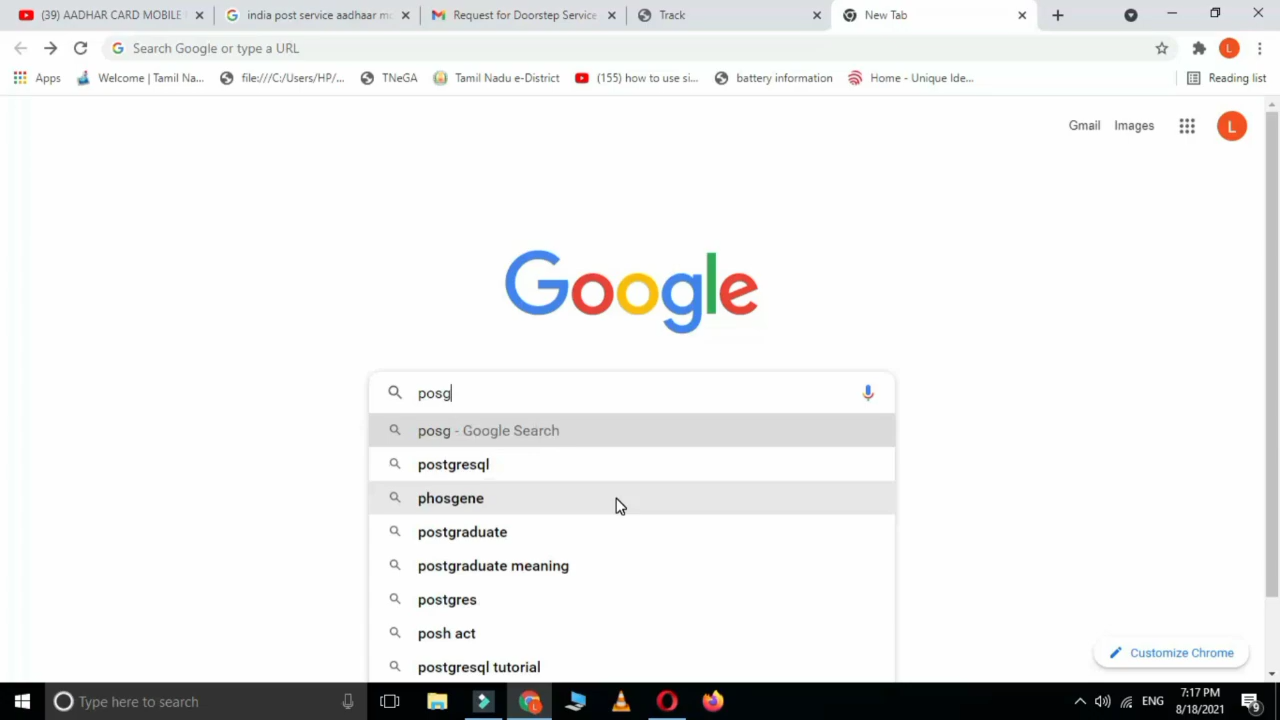 (39) AADHAR CARD MOBILE
india post service aadhaar mo
Request for Doorstep Service
Track
New Tab
Search Google or type a URL
Apps
Welcome | Tamil Na...
file:///C:/Users/HP/...
TNeGA
Tamil Nadu e-District
(155) how to use si...
battery information
Home - Unique Ide...
Reading list
Gmail
Images
L
Google
posg
posg - Google Search
postgresql
phosgene
postgraduate
postgraduate meaning
postgres
posh act
postgresql tutorial
Customize Chrome
Type here to search
ENG
7:17 PM
8/18/2021
9